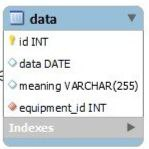 data
id INT
data DATE
meaning VARCHAR(255)
equipment_id INT
Indexes